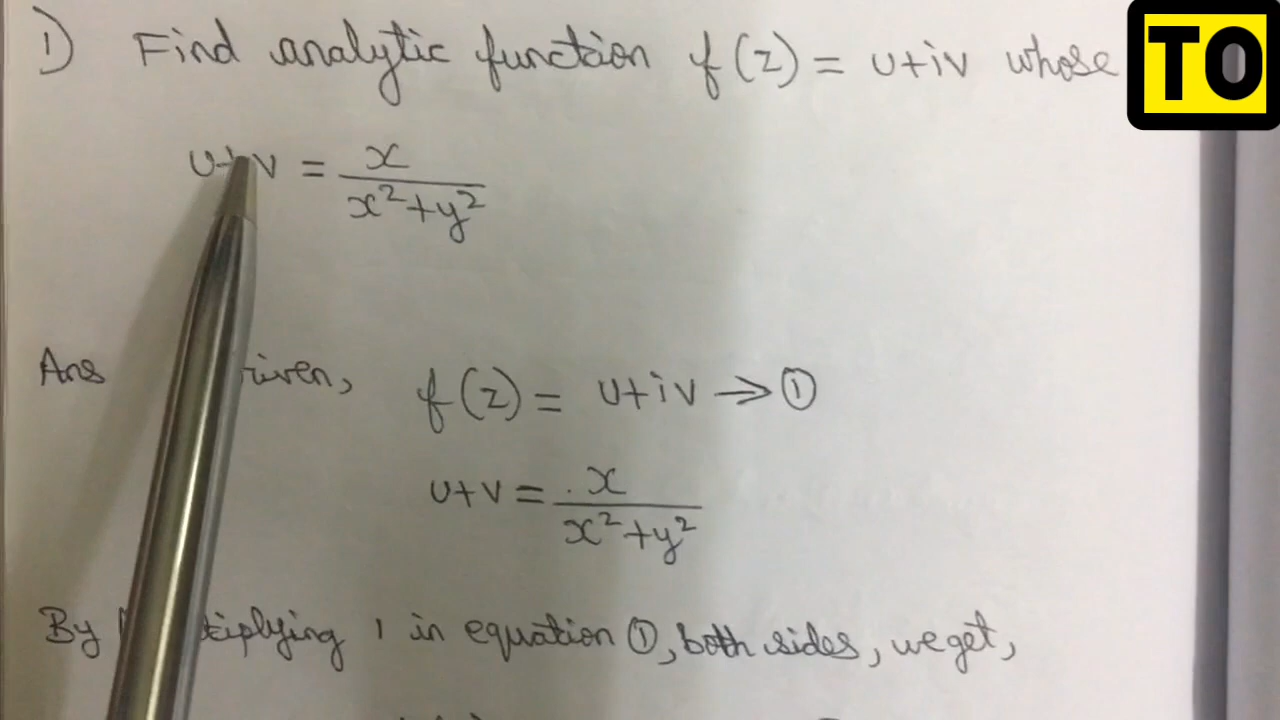 1) Find analytic function f(z) = u+iv whose
TO
u+v = x/(x²+y²)
Ans
f(z) = u+iv → ①
u+v = x/(x²+y²)
By 1 in equation ①, both sides, we get,